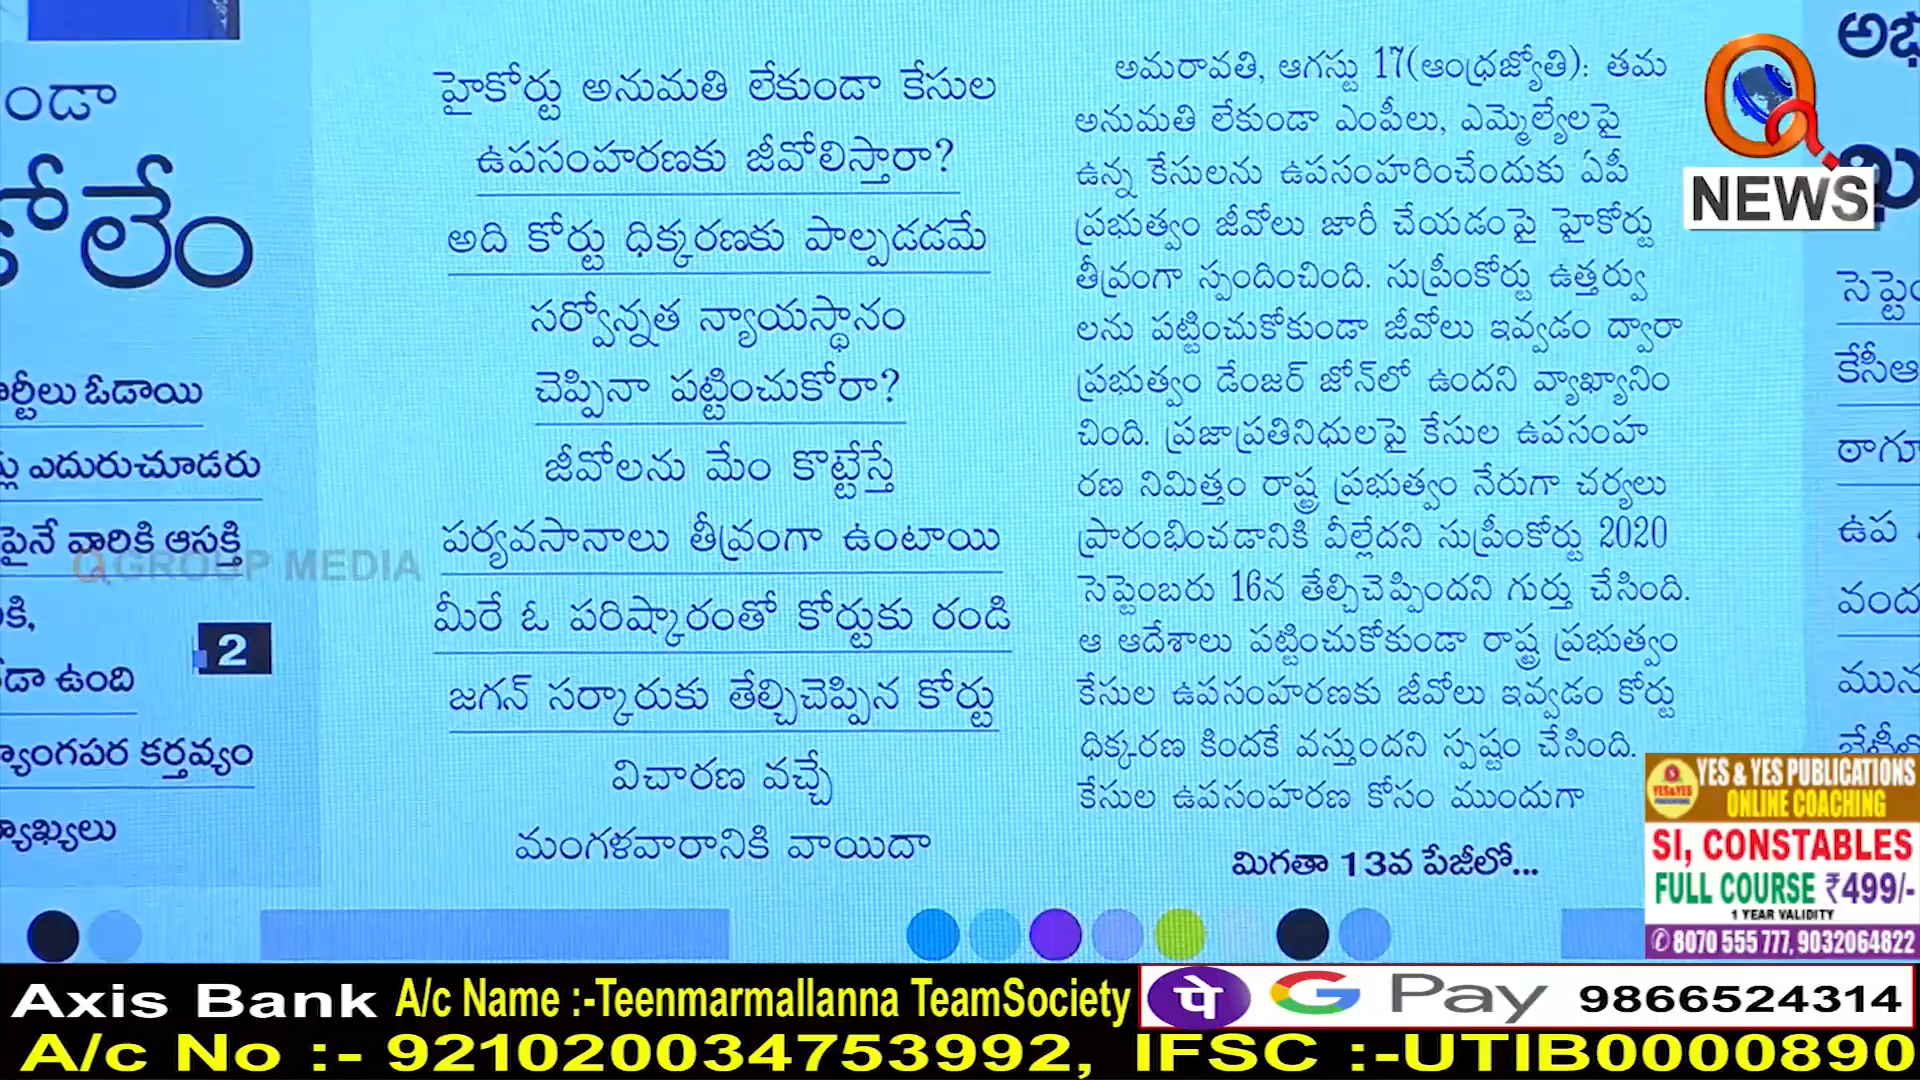 ండా
ోలేం
ార్టీలు ఓడాయి
ఎదురుచూడరు
పైనే వారికి ఆసక్తి
కి,
డా ఉంది
్యాంగపర కర్తవ్యం
్యాఖ్యలు
2
GROUP MEDIA
హైకోర్టు అనుమతి లేకుండా కేసుల
ఉపసంహరణకు జీవోలిస్తారా?
అది కోర్టు ధిక్కరణకు పాల్పడడమే
సర్వోన్నత న్యాయస్థానం
చెప్పినా పట్టించుకోరా?
జీవోలను మేం కొట్టేస్తే
పర్యవసానాలు తీవ్రంగా ఉంటాయి
మీరే ఓ పరిష్కారంతో కోర్టుకు రండి
జగన్ సర్కారుకు తేల్చిచెప్పిన కోర్టు
విచారణ వచ్చే
మంగళవారానికి వాయిదా
అమరావతి, ఆగస్టు 17(ఆంధ్రజ్యోతి): తమ
అనుమతి లేకుండా ఎంపీలు, ఎమ్మెల్యేలపై
ఉన్న కేసులను ఉపసంహరించేందుకు ఏపీ
ప్రభుత్వం జీవోలు జారీ చేయడంపై హైకోర్టు
తీవ్రంగా స్పందించింది. సుప్రీంకోర్టు ఉత్తర్వు
లను పట్టించుకోకుండా జీవోలు ఇవ్వడం ద్వారా
ప్రభుత్వం డేంజర్ జోన్‌లో ఉందని వ్యాఖ్యానిం
చింది. ప్రజాప్రతినిధులపై కేసుల ఉపసంహ
రణ నిమిత్తం రాష్ట్ర ప్రభుత్వం నేరుగా చర్యలు
ప్రారంభించడానికి వీల్లేదని సుప్రీంకోర్టు 2020
సెప్టెంబరు 16న తేల్చిచెప్పిందని గుర్తు చేసింది.
ఆ ఆదేశాలు పట్టించుకోకుండా రాష్ట్ర ప్రభుత్వం
కేసుల ఉపసంహరణకు జీవోలు ఇవ్వడం కోర్టు
ధిక్కరణ కిందకే వస్తుందని స్పష్టం చేసింది.
కేసుల ఉపసంహరణ కోసం ముందుగా
మిగతా 13వ పేజీలో...
Q NEWS
అభ
సెప్టెం
కేసీఆ
ఠాగూ
ఉప
వంద
మున
YES & YES PUBLICATIONS
ONLINE COACHING
SI, CONSTABLES
FULL COURSE ₹499/-
1 YEAR VALIDITY
✆ 8070 555 777, 9032064822
Axis Bank A/c Name :-Teenmarmallanna TeamSociety
पे G Pay 9866524314
A/c No :- 921020034753992, IFSC :-UTIB0000890